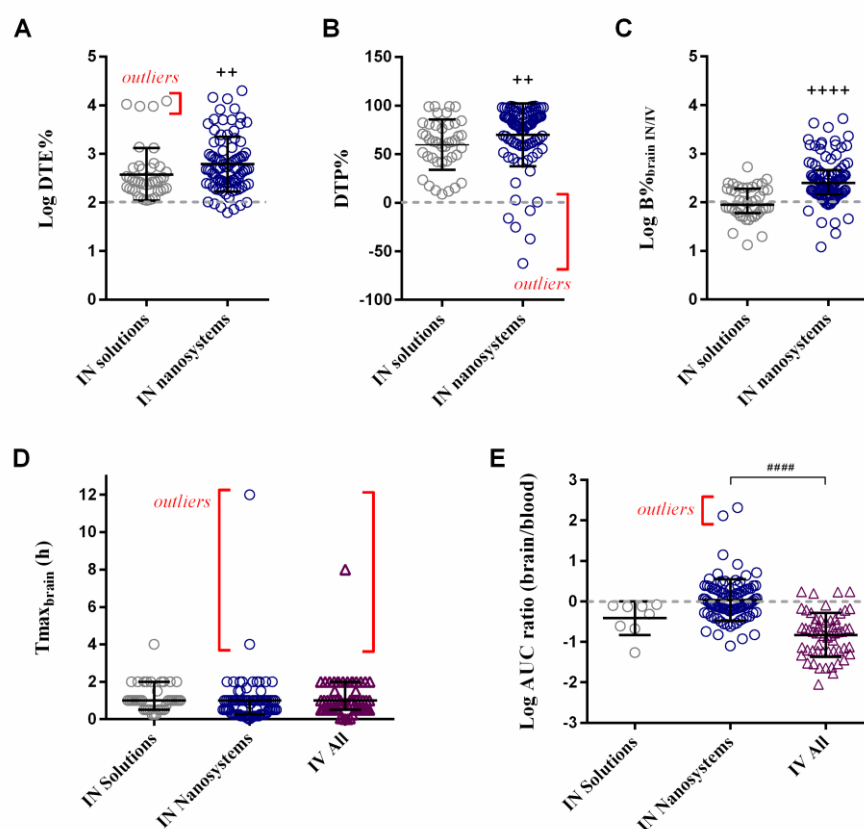 A
Log DTE%
5
4
3
2
1
0
outliers
++
IN solutions
IN nanosystems
B
DTP%
150
100
50
0
-50
-100
++
outliers
IN solutions
IN nanosystems
C
Log B%brain IN/IV
5
4
3
2
1
0
++++
IN solutions
IN nanosystems
D
Tmaxbrain (h)
12
10
8
6
4
2
0
outliers
IN Solutions
IN Nanosystems
IV All
E
Log AUC ratio (brain/blood)
3
2
1
0
-1
-2
-3
outliers
####
IN Solutions
IN Nanosystems
IV All